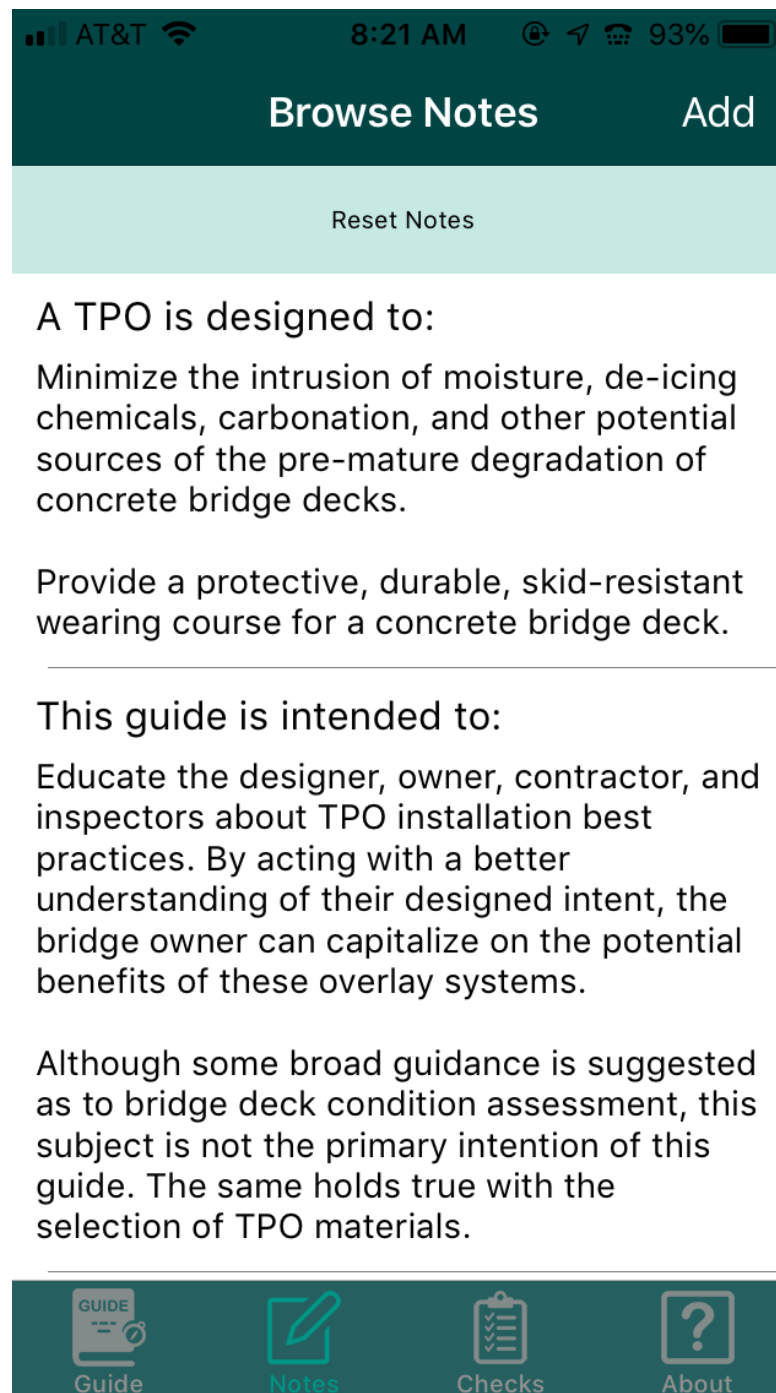 AT&T 8:21 AM 93%
Browse Notes Add
Reset Notes
A TPO is designed to:
Minimize the intrusion of moisture, de-icing
chemicals, carbonation, and other potential
sources of the pre-mature degradation of
concrete bridge decks.
Provide a protective, durable, skid-resistant
wearing course for a concrete bridge deck.
This guide is intended to:
Educate the designer, owner, contractor, and
inspectors about TPO installation best
practices. By acting with a better
understanding of their designed intent, the
bridge owner can capitalize on the potential
benefits of these overlay systems.
Although some broad guidance is suggested
as to bridge deck condition assessment, this
subject is not the primary intention of this
guide. The same holds true with the
selection of TPO materials.
GUIDE ?
Guide Notes Checks About